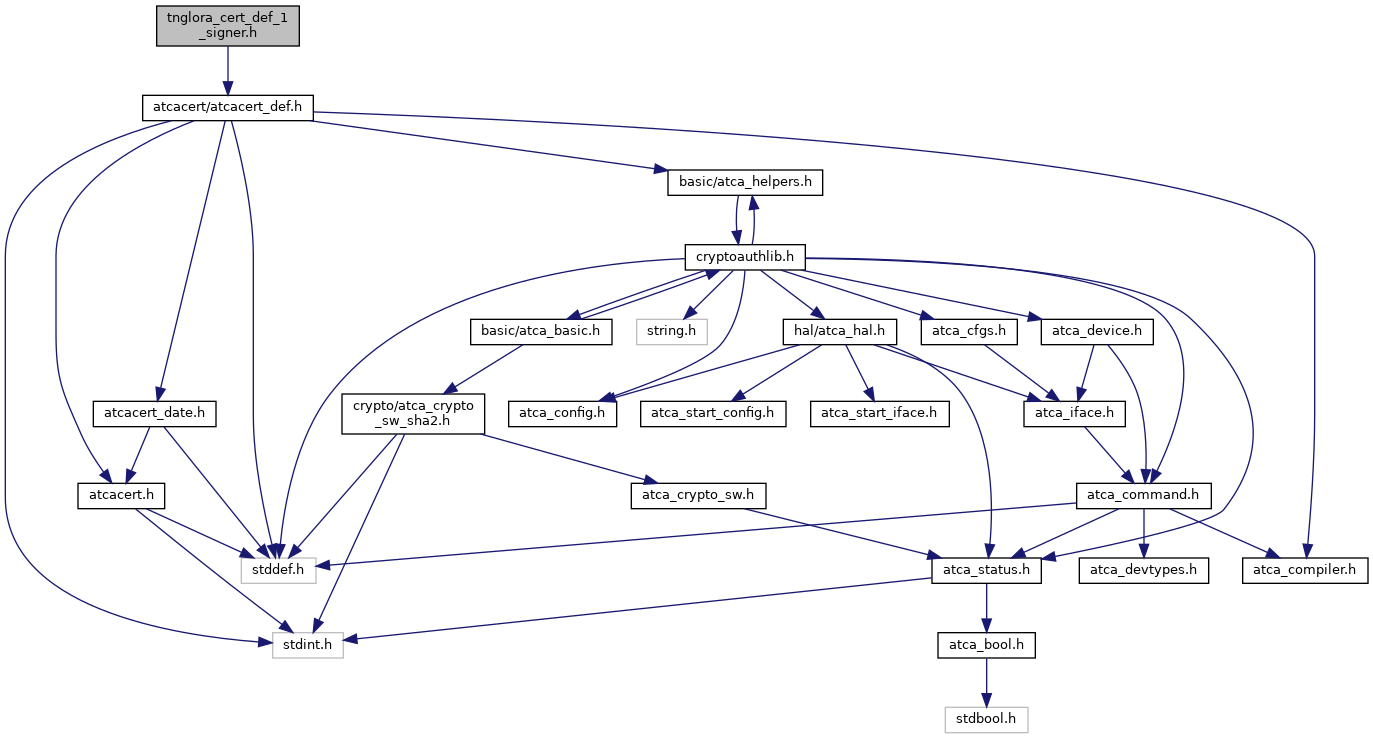 tnglora_cert_def_1
_signer.h
atcacert/atcacert_def.h
basic/atca_helpers.h
cryptoauthlib.h
basic/atca_basic.h
string.h
hal/atca_hal.h
atca_cfgs.h
atca_device.h
atcacert_date.h
crypto/atca_crypto
_sw_sha2.h
atca_config.h
atca_start_config.h
atca_start_iface.h
atca_iface.h
atcacert.h
atca_crypto_sw.h
atca_command.h
stddef.h
atca_status.h
atca_devtypes.h
atca_compiler.h
stdint.h
atca_bool.h
stdbool.h